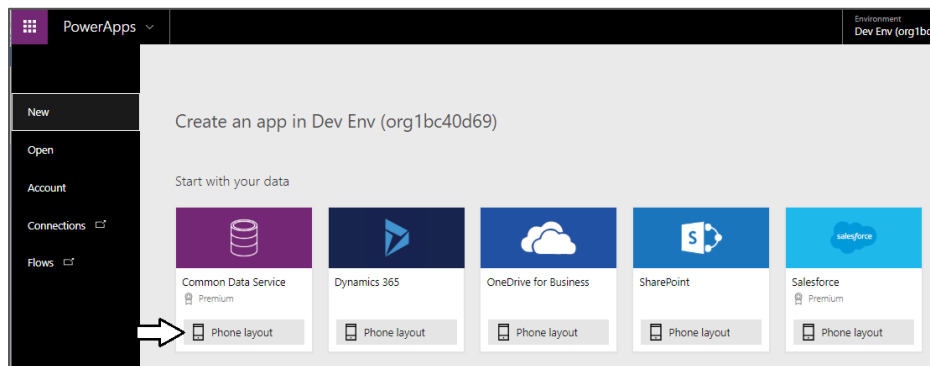 PowerApps
Environment
Dev Env (org1bc
New
Open
Account
Connections
Flows
Create an app in Dev Env (org1bc40d69)
Start with your data
S
salesforce
Common Data Service
Premium
Phone layout
Dynamics 365
Phone layout
OneDrive for Business
Phone layout
SharePoint
Phone layout
Salesforce
Premium
Phone layout